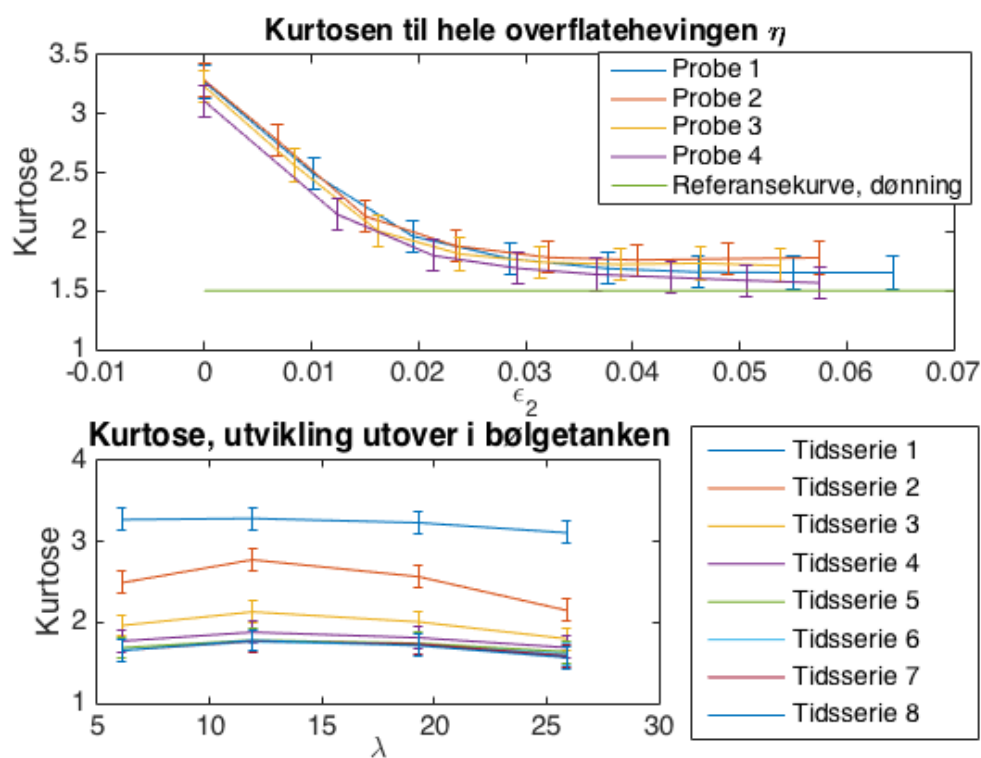 Kurtosen til hele overflatehevingen η
3.5
3
2.5
2
1.5
1
Kurtose
Probe 1
Probe 2
Probe 3
Probe 4
Referansekurve, dønning
-0.01
0
0.01
0.02
0.03
0.04
0.05
0.06
0.07
ϵ2
Kurtose, utvikling utover i bølgetanken
4
3
2
1
Kurtose
5
10
15
20
25
30
λ
Tidsserie 1
Tidsserie 2
Tidsserie 3
Tidsserie 4
Tidsserie 5
Tidsserie 6
Tidsserie 7
Tidsserie 8